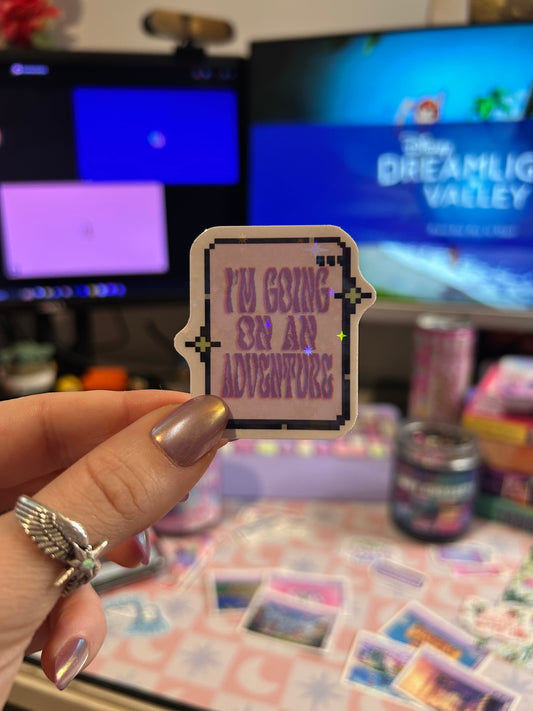 Disney
DREAMLIG
VALLEY
I'M GOING
ON AN
ADVENTURE